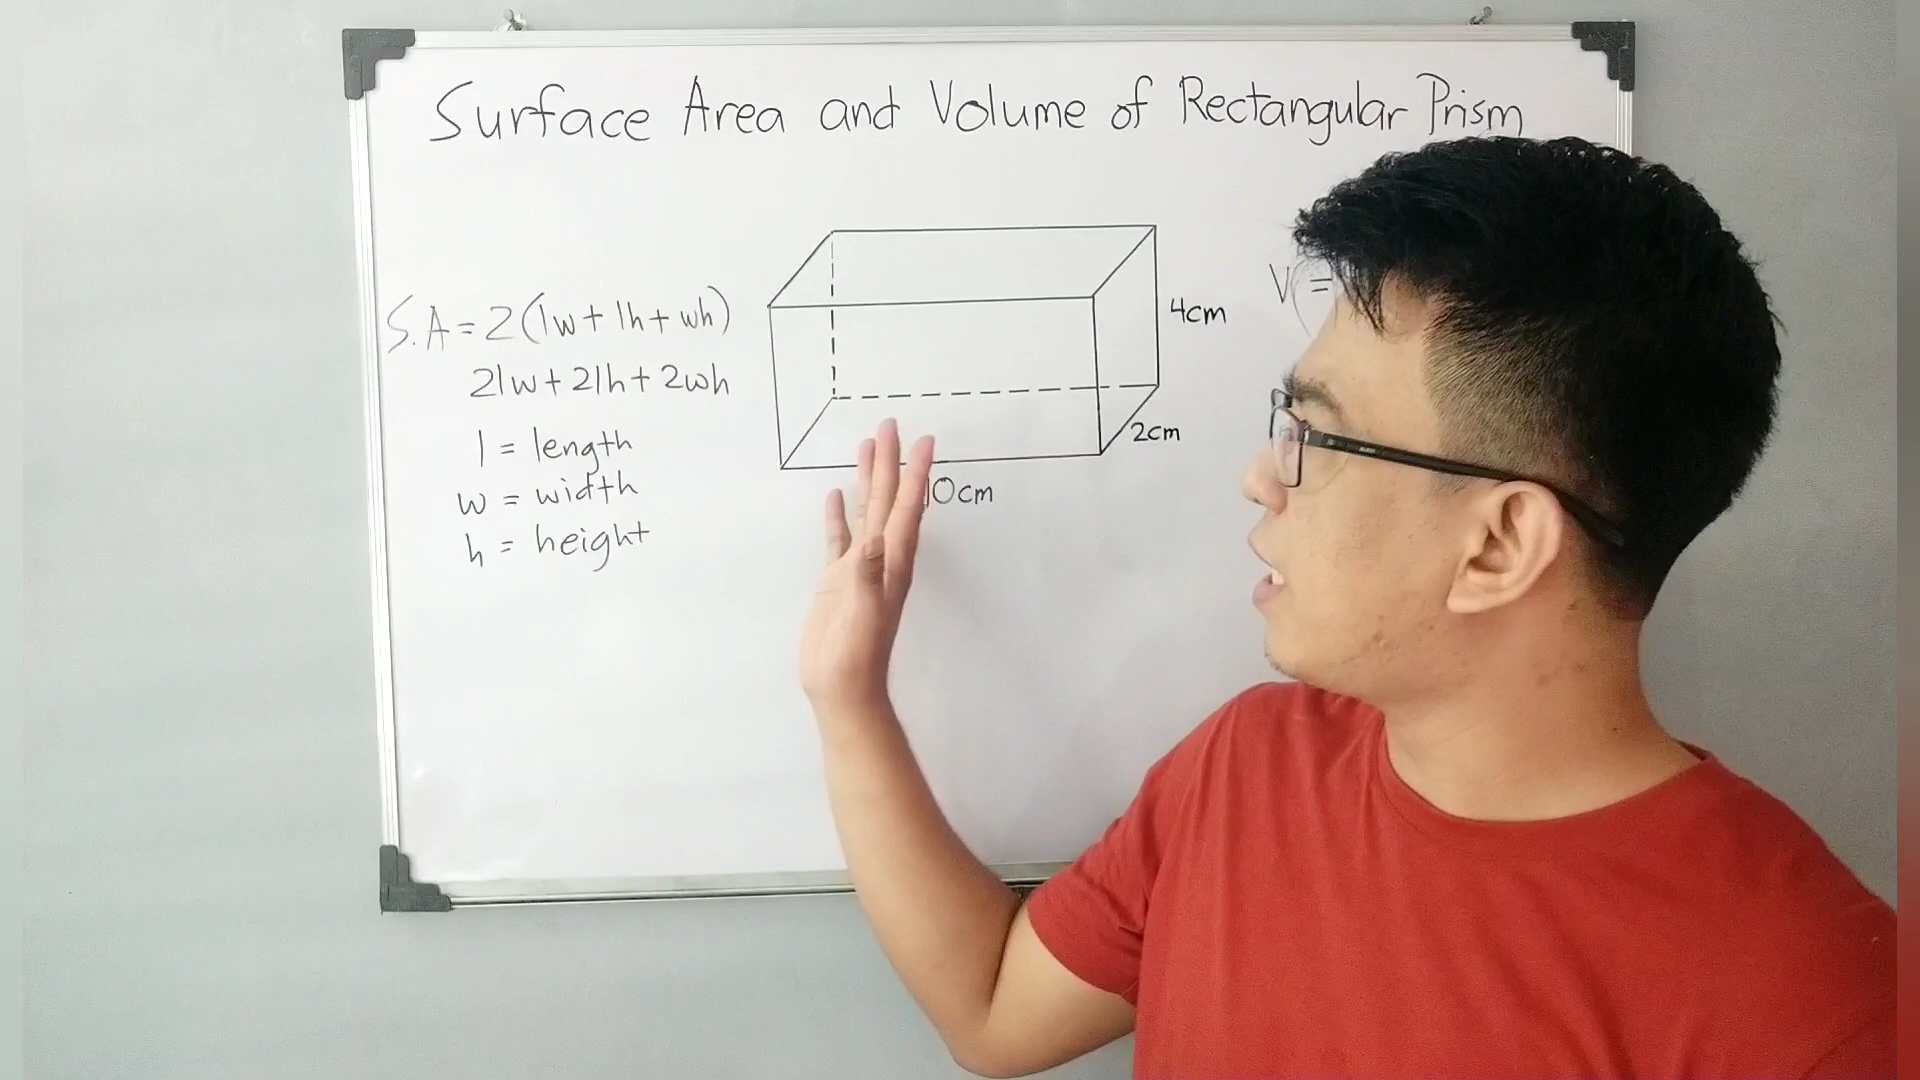 Surface Area and Volume of Rectangular Prism
S.A = 2(lw + lh + wh)
2lw + 2lh + 2wh
l = length
w = width
h = height
4cm
2cm
10cm
V =